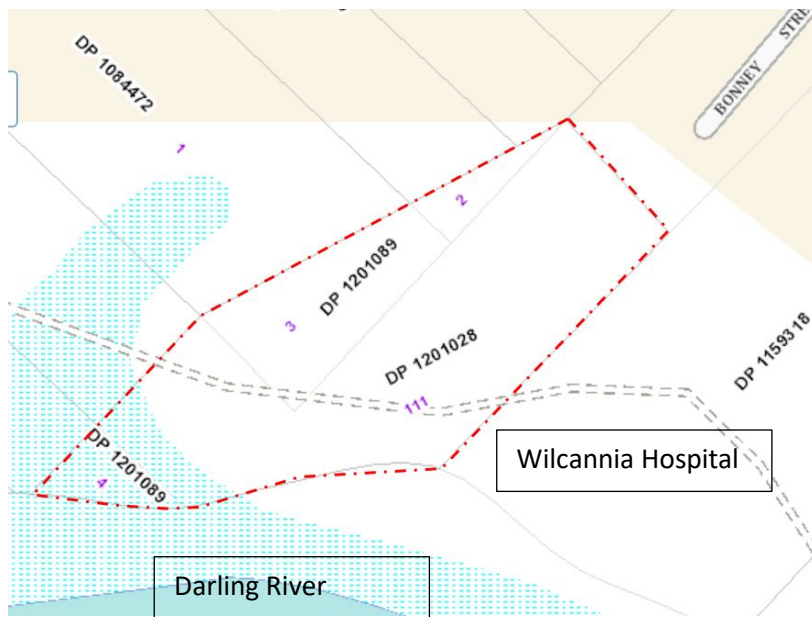 DP 1084472
BONNEY STRE
1
2
DP 1201089
3
DP 1201028
DP 1159318
111
DP 1201089
4
Wilcannia Hospital
Darling River